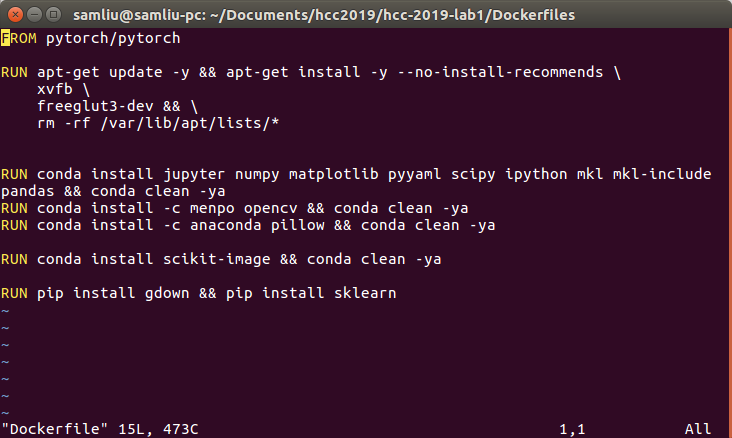 samliu@samliu-pc: ~/Documents/hcc2019/hcc-2019-lab1/Dockerfiles
FROM pytorch/pytorch
RUN apt-get update -y && apt-get install -y --no-install-recommends \
    xvfb \
    freeglut3-dev && \
    rm -rf /var/lib/apt/lists/*
RUN conda install jupyter numpy matplotlib pyyaml scipy ipython mkl mkl-include
pandas && conda clean -ya
RUN conda install -c menpo opencv && conda clean -ya
RUN conda install -c anaconda pillow && conda clean -ya
RUN conda install scikit-image && conda clean -ya
RUN pip install gdown && pip install sklearn
~
~
~
~
~
~
~
"Dockerfile" 15L, 473C 1,1 All